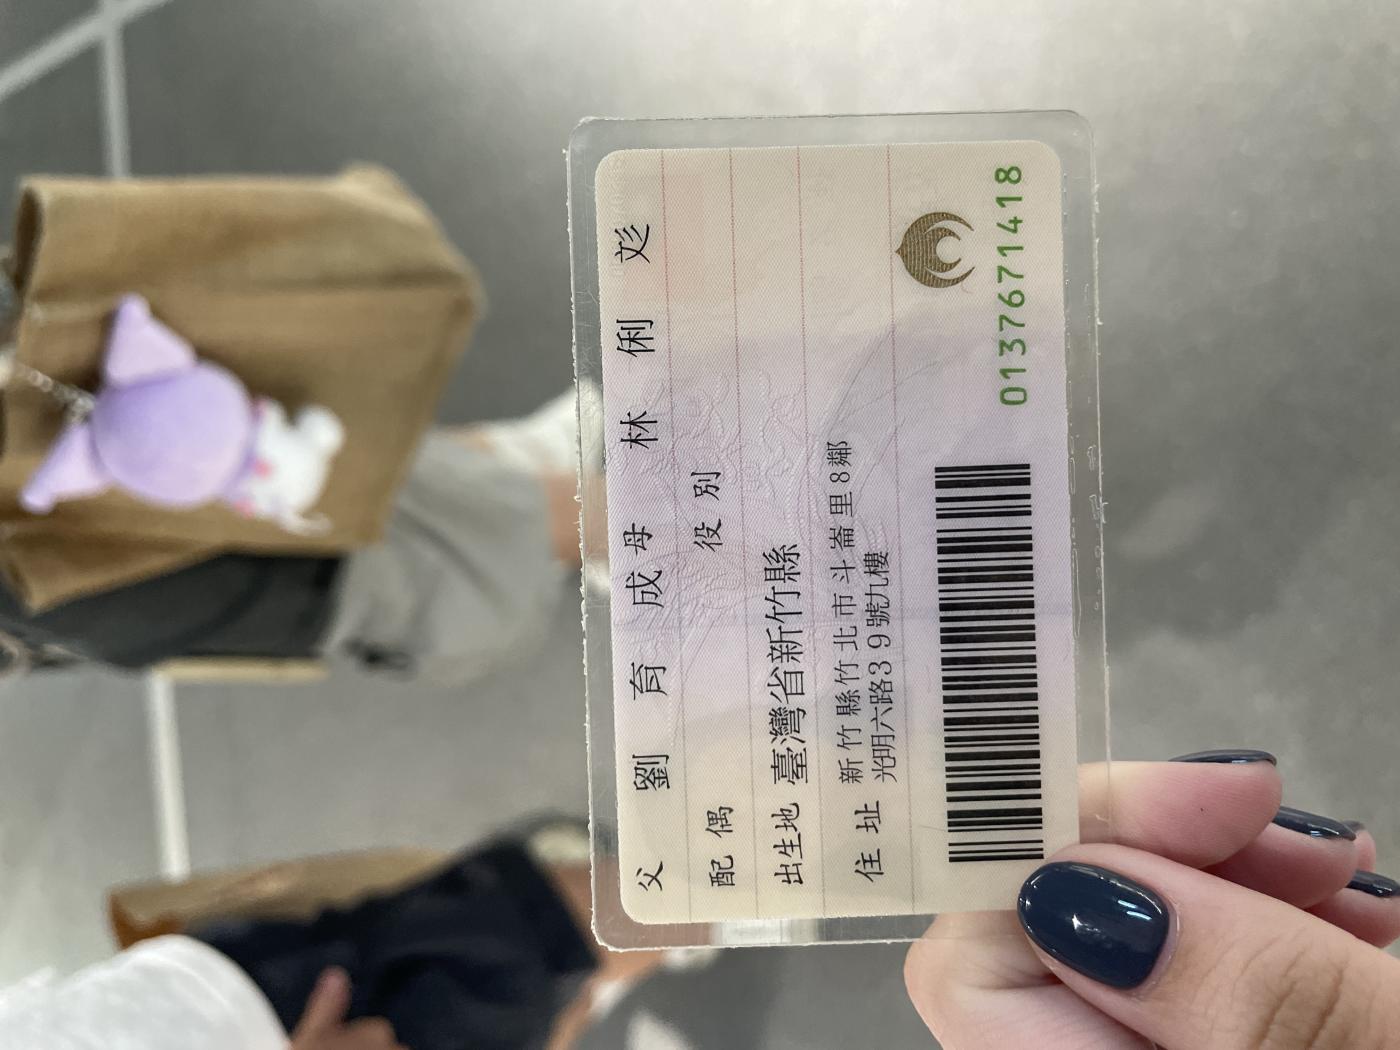 父 劉育成 母 林俐彣
配偶 役別
出生地 臺灣省新竹縣
住址 新竹縣竹北市斗崙里8鄰
光明六路39號九樓
0137671418